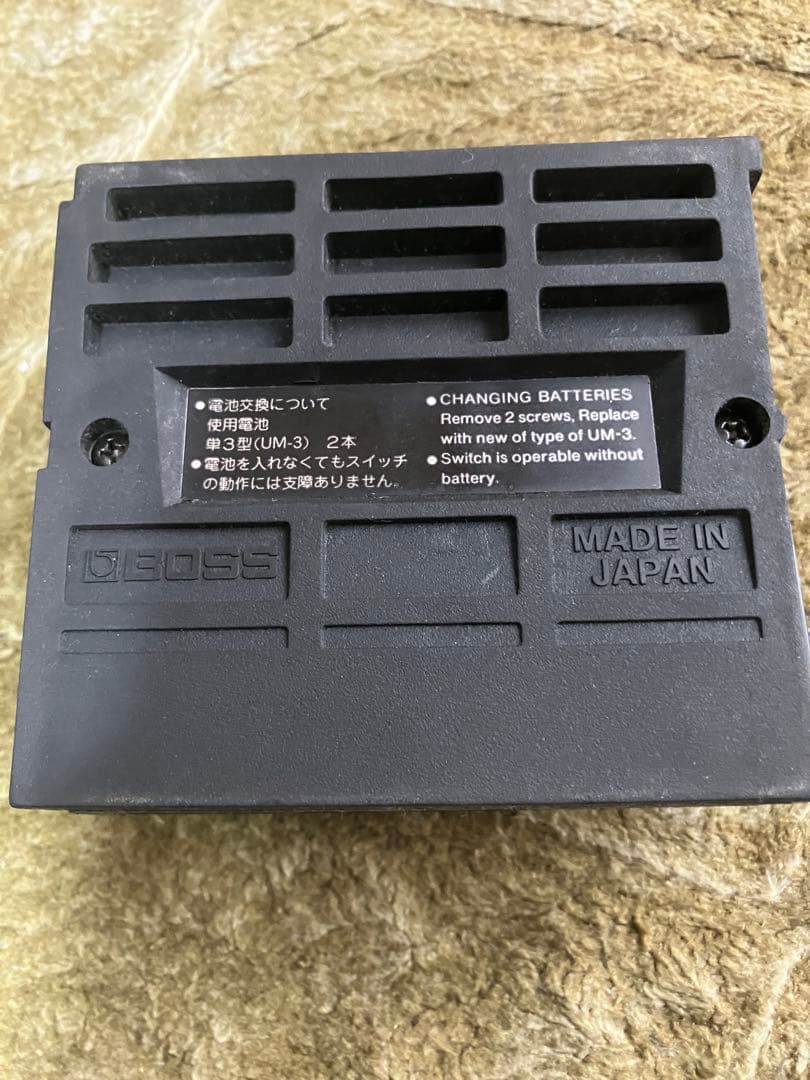 ●電池交換について
使用電池
単3型(UM-3) 2本
●電池を入れなくてもスイッチ
の動作には支障ありません。
●CHANGING BATTERIES
Remove 2 screws, Replace
with new of type of UM-3.
●Switch is operable without
battery.
BOSS
MADE IN
JAPAN